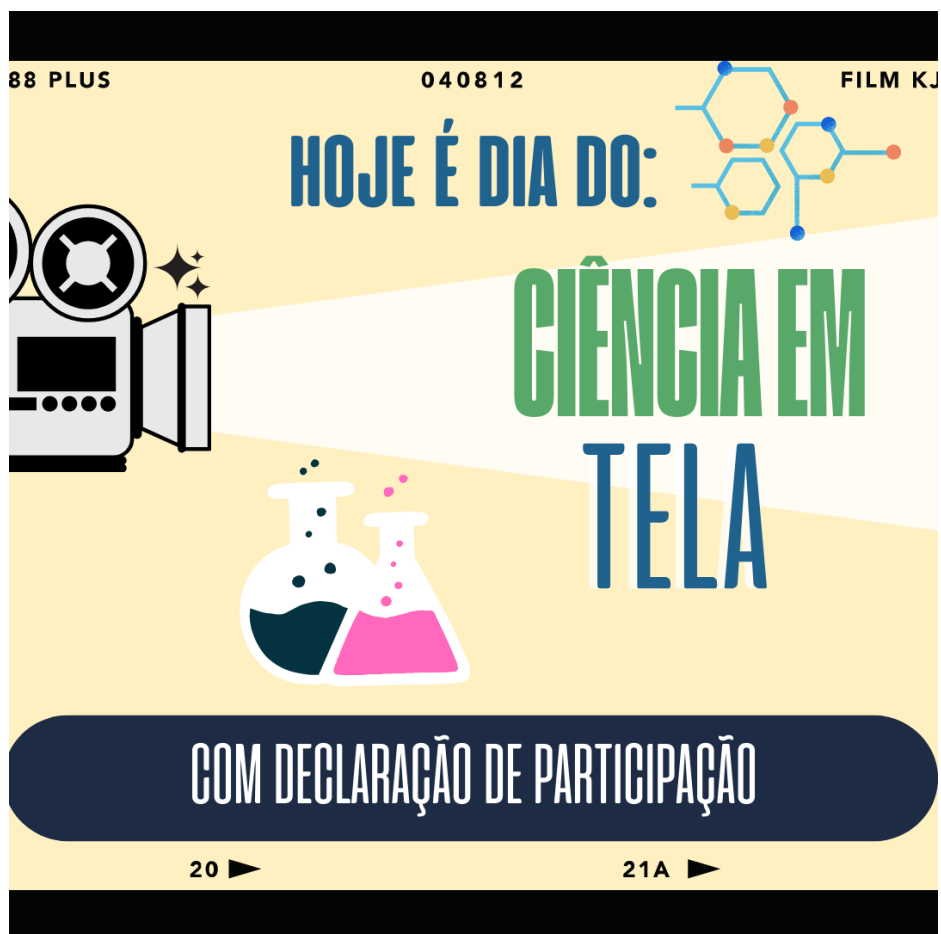 88 PLUS 040812 FILM KJ
HOJE É DIA DO:
CIÊNCIA EM
TELA
COM DECLARAÇÃO DE PARTICIPAÇÃO
20 21A